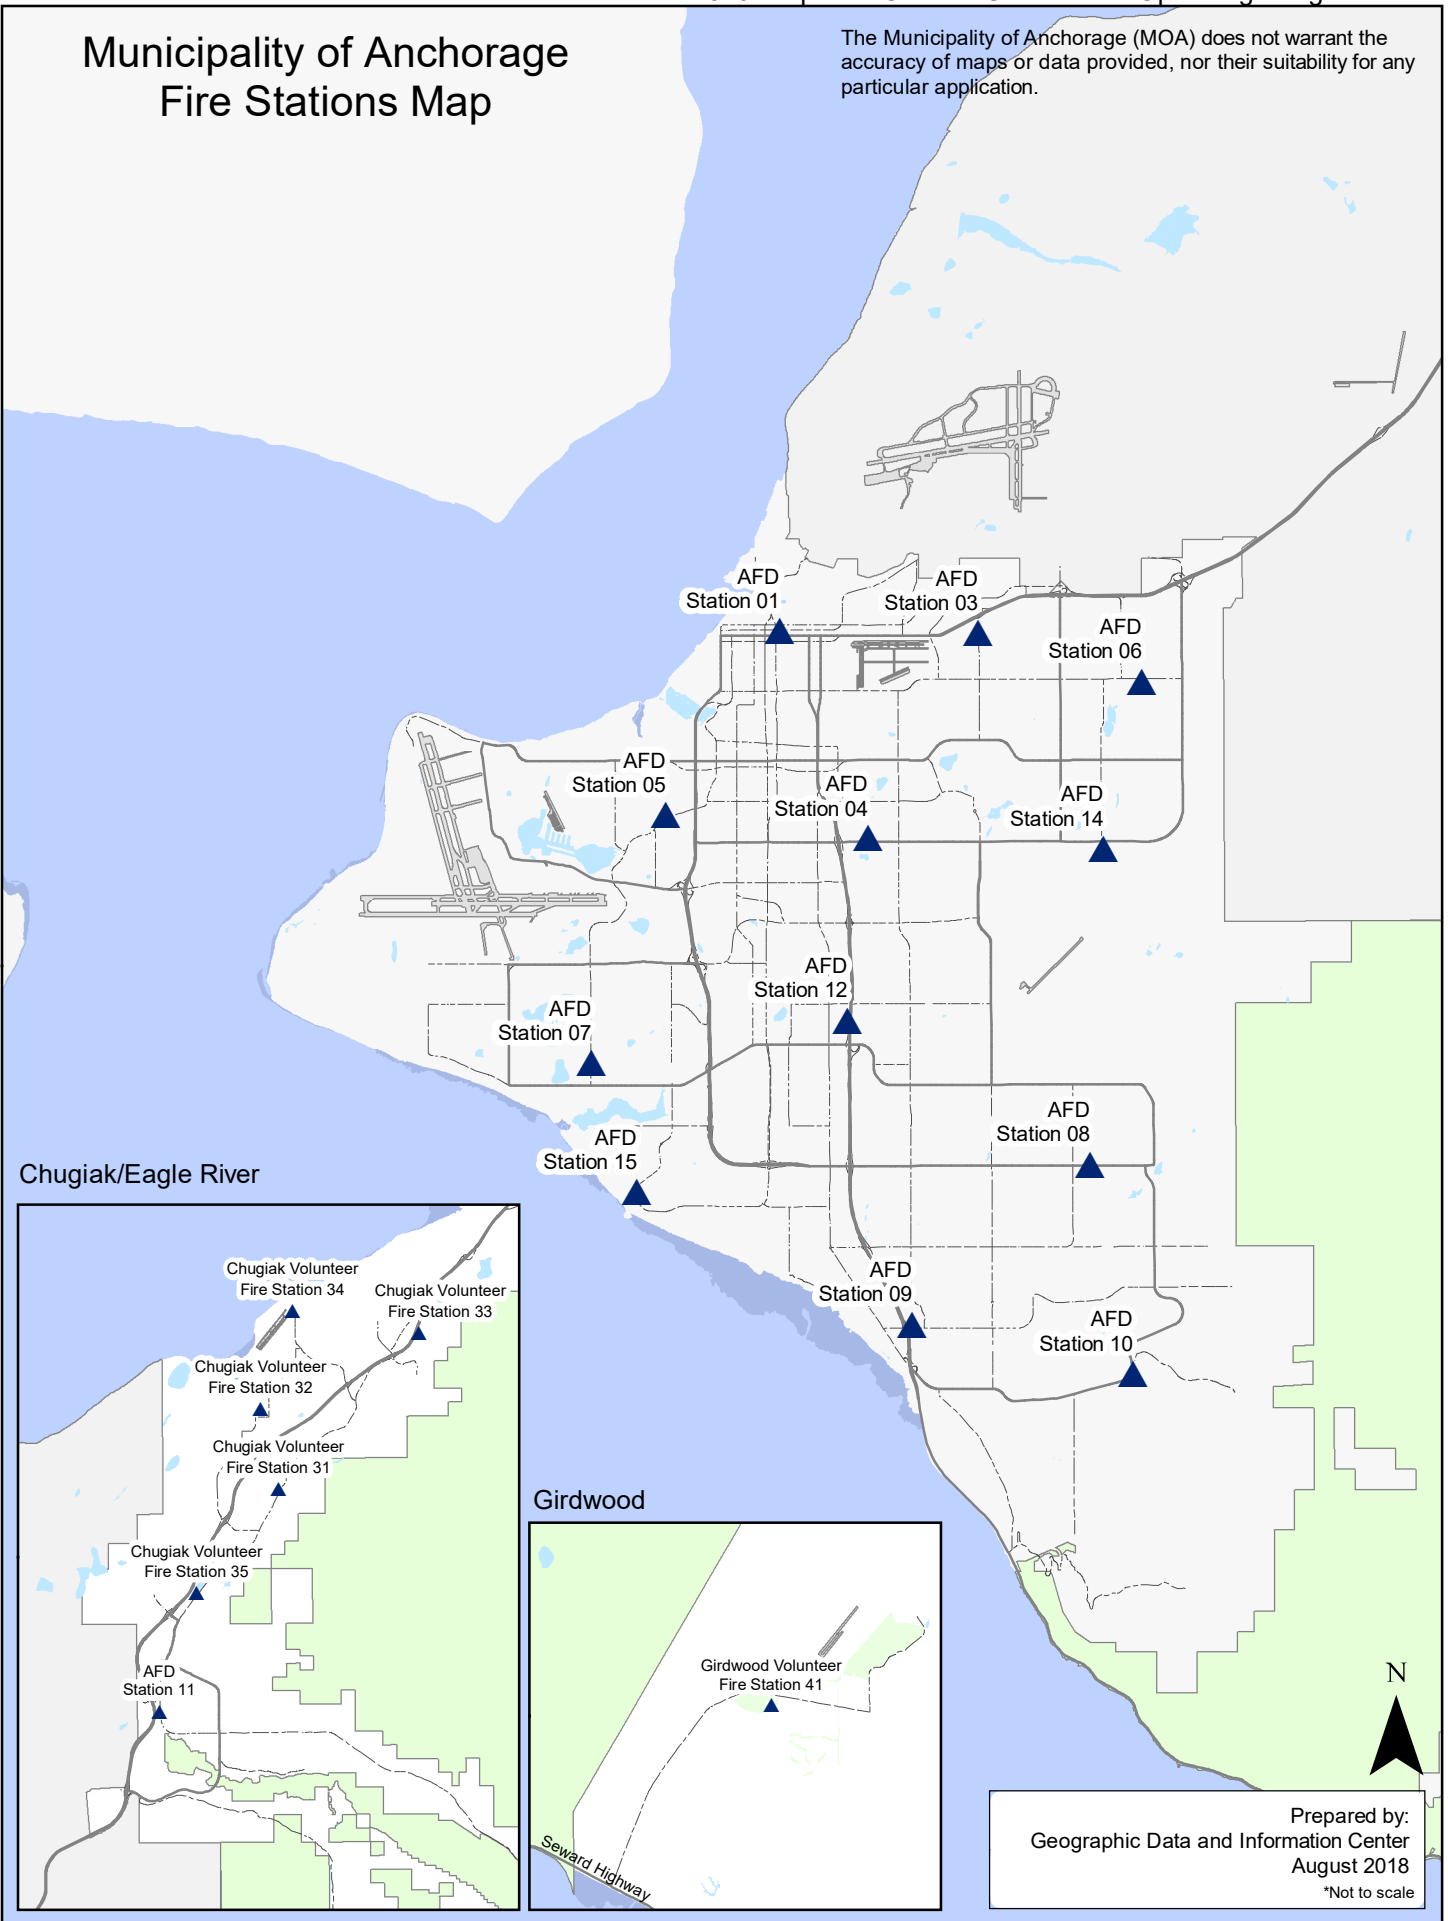 Municipality of Anchorage
Fire Stations Map
The Municipality of Anchorage (MOA) does not warrant the
accuracy of maps or data provided, nor their suitability for any
particular application.
AFD
Station 01
AFD
Station 03
AFD
Station 06
AFD
Station 05
AFD
Station 04
AFD
Station 14
AFD
Station 12
AFD
Station 07
AFD
Station 08
AFD
Station 15
AFD
Station 09
AFD
Station 10
Chugiak/Eagle River
Chugiak Volunteer
Fire Station 34
Chugiak Volunteer
Fire Station 33
Chugiak Volunteer
Fire Station 32
Chugiak Volunteer
Fire Station 31
Chugiak Volunteer
Fire Station 35
AFD
Station 11
Girdwood
Girdwood Volunteer
Fire Station 41
Seward Highway
N
Prepared by:
Geographic Data and Information Center
August 2018
*Not to scale